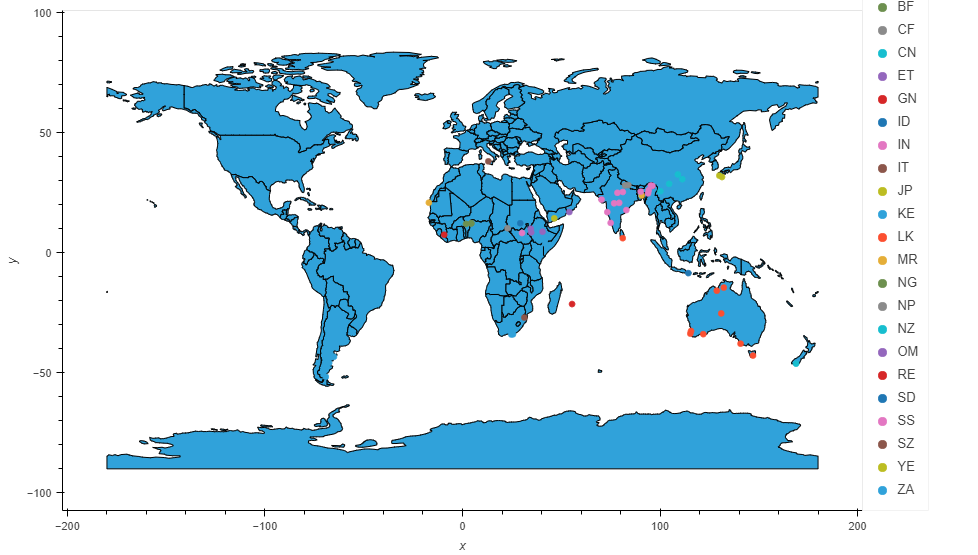 100
50
0
−50
−100
y
−200
−100
0
100
200
x
BF
CF
CN
ET
GN
ID
IN
IT
JP
KE
LK
MR
NG
NP
NZ
OM
RE
SD
SS
SZ
YE
ZA